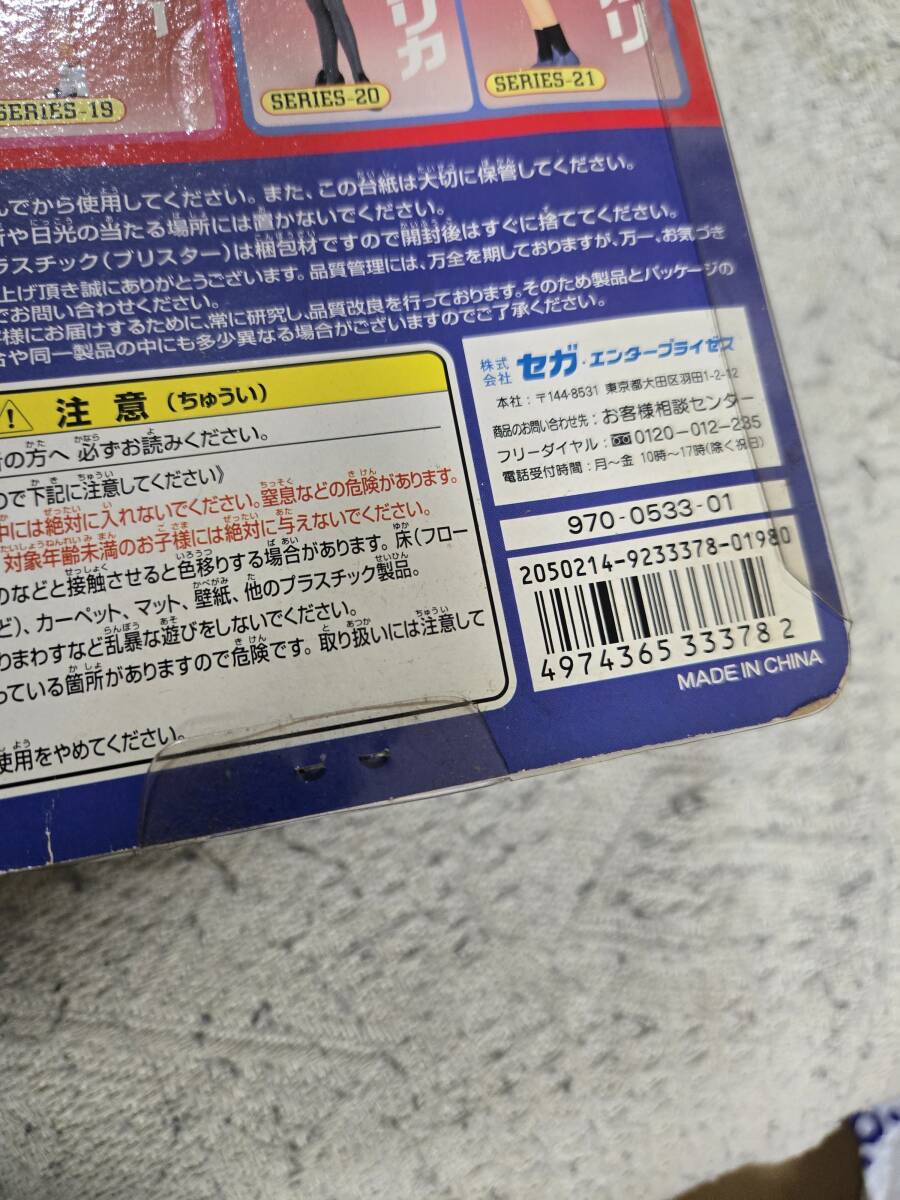 リカ
リ
SERIES-19
SERIES-20
SERIES-21
んでから使用してください。また、この台紙は大切に保管してください。
所や日光の当たる場所には置かないでください。
ラスチック(ブリスター)は梱包材ですので開封後はすぐに捨ててください。
上げ頂き誠にありがとうございます。品質管理には、万全を期しておりますが、万一、お気づき
でお問い合わせください。
様にお届けするために、常に研究し、品質改良を行っております。そのため製品とパッケージの
合や同一製品の中にも多少異なる場合がございますのでご了承ください。
注意(ちゅうい)
者の方へ 必ずお読みください。
ので下記に注意してください》
中には絶対に入れないでください。窒息などの危険があります。
対象年齢未満のお子様には絶対に与えないでください。
のなどと接触させると色移りする場合があります。床(フロー
ど)、カーペット、マット、壁紙、他のプラスチック製品。
りまわすなど乱暴な遊びをしないでください。
っている箇所がありますので危険です。取り扱いには注意して
使用をやめてください。
株式会社 セガ・エンタープライゼス
本社:〒144-8531 東京都大田区羽田1-2-12
商品のお問い合わせ先:お客様相談センター
フリーダイヤル:0120-012-235
電話受付時間:月〜金 10時〜17時(除く祝日)
970-0533-01
2050214-9233378-01980
4974365 333782
MADE IN CHINA